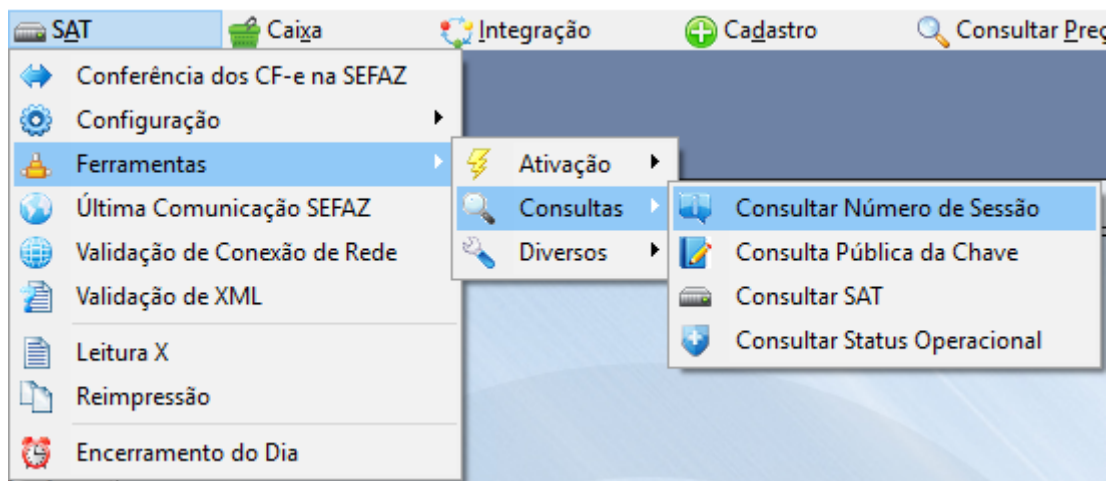 SAT Caixa Integração Cadastro Consultar Preç
Conferência dos CF-e na SEFAZ
Configuração
Ferramentas
Última Comunicação SEFAZ
Validação de Conexão de Rede
Validação de XML
Leitura X
Reimpressão
Encerramento do Dia
Ativação
Consultas
Diversos
Consultar Número de Sessão
Consulta Pública da Chave
Consultar SAT
Consultar Status Operacional